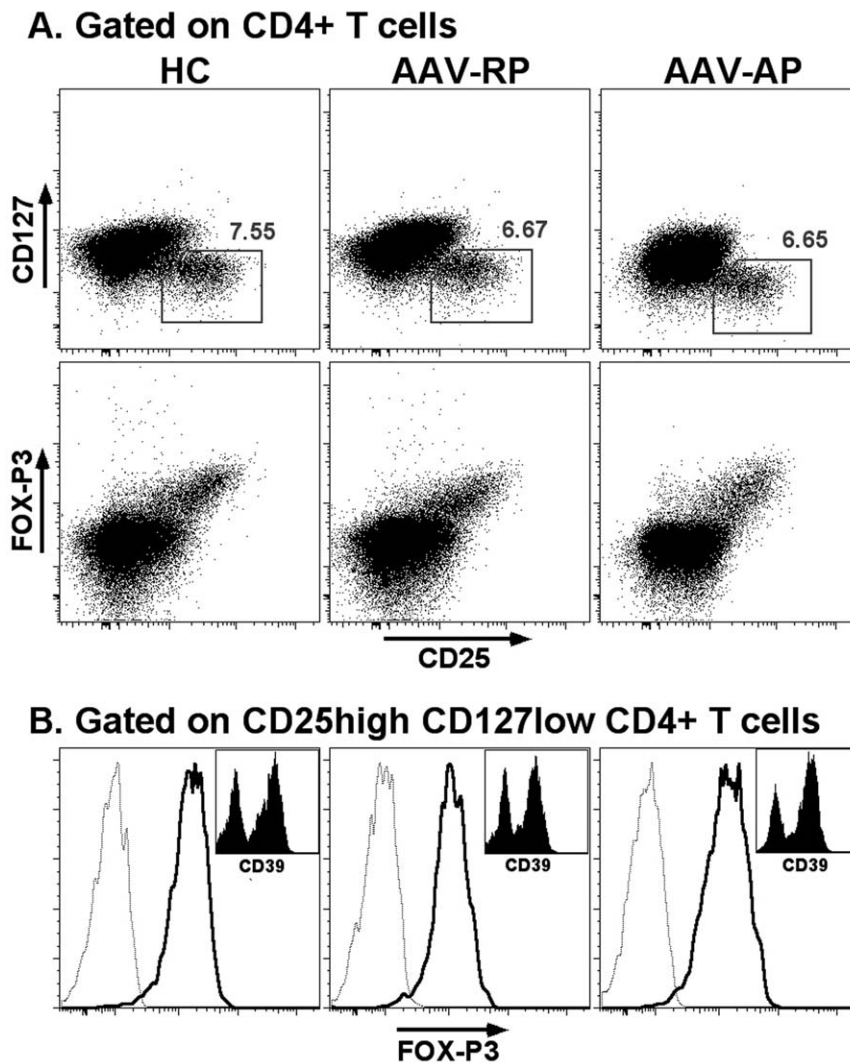 A. Gated on CD4+ T cells
HC AAV-RP AAV-AP
CD127
7.55 6.67 6.65
FOX-P3
CD25
B. Gated on CD25high CD127low CD4+ T cells
CD39 CD39 CD39
FOX-P3